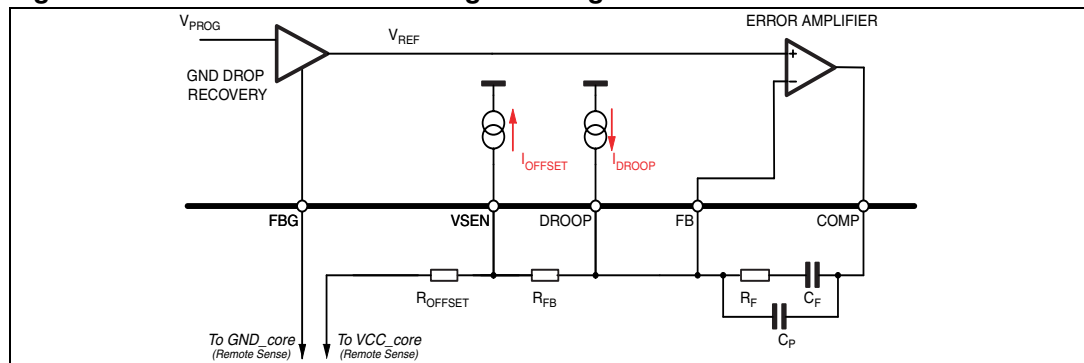 V_PROG
V_REF
ERROR AMPLIFIER
GND DROP
RECOVERY
+
−
I_OFFSET
I_DROOP
FBG
VSEN
DROOP
FB
COMP
R_OFFSET
R_FB
R_F
C_F
C_P
To GND_core
(Remote Sense)
To VCC_core
(Remote Sense)